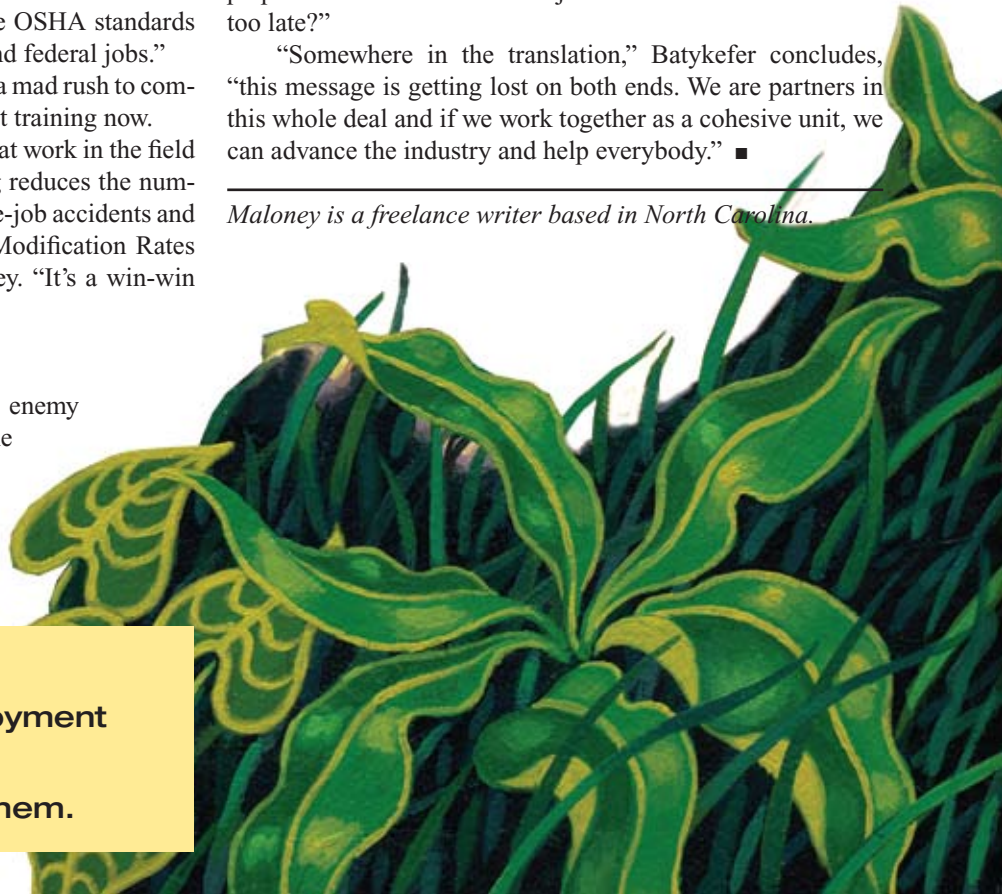 e OSHA standards
nd federal jobs.”
a mad rush to com-
t training now.
at work in the field
reduces the num-
e-job accidents and
Modification Rates
ey. “It’s a win-win
enemy
too late?”
“Somewhere in the translation,” Batykefer concludes,
“this message is getting lost on both ends. We are partners in
this whole deal and if we work together as a cohesive unit, we
can advance the industry and help everybody.” ■
Maloney is a freelance writer based in North Carolina.
oyment
hem.